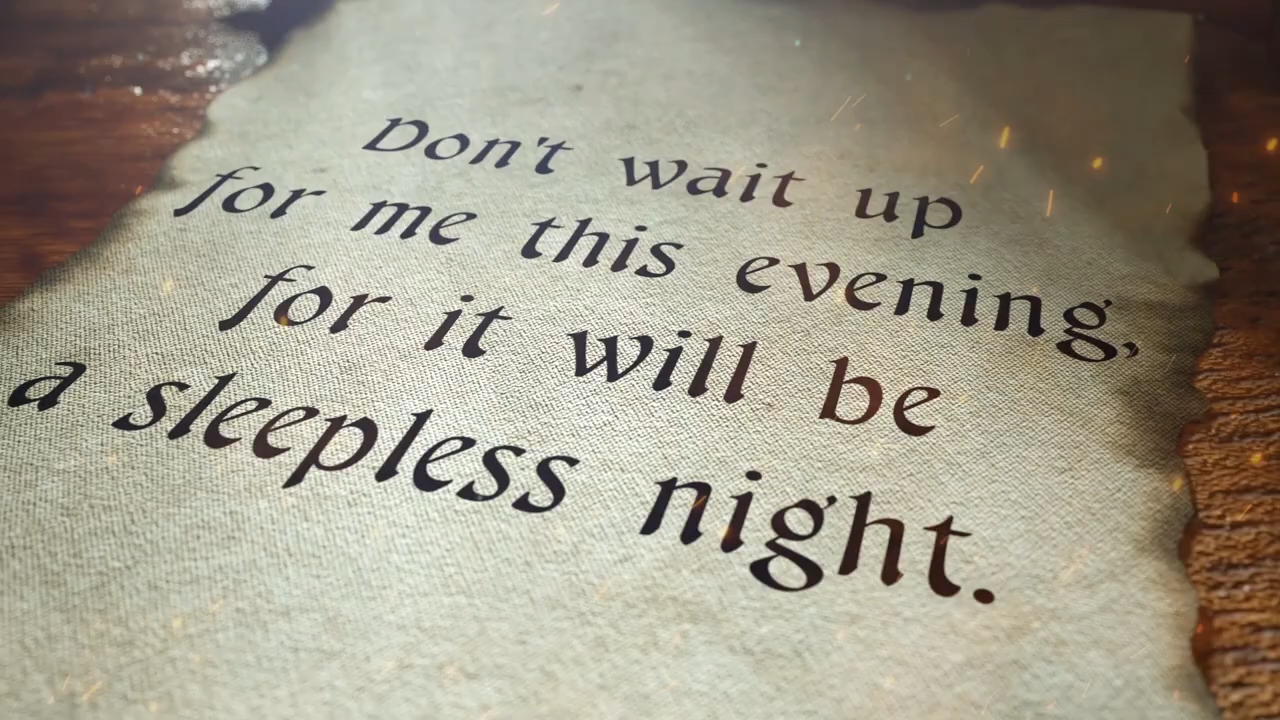 Don't wait up
for me this evening,
for it will be
a sleepless night.